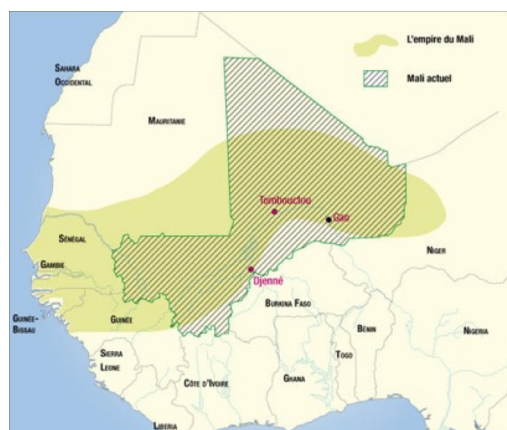 L'empire du Mali
Mali actuel
Sahara
Occidental
Mauritanie
Tombouctou
Gao
Sénégal
Gambie
Niger
Djenné
Guinée-
Bissau
Guinée
Burkina Faso
Bénin
Nigeria
Sierra
Leone
Togo
Côte d'Ivoire
Ghana
Liberia